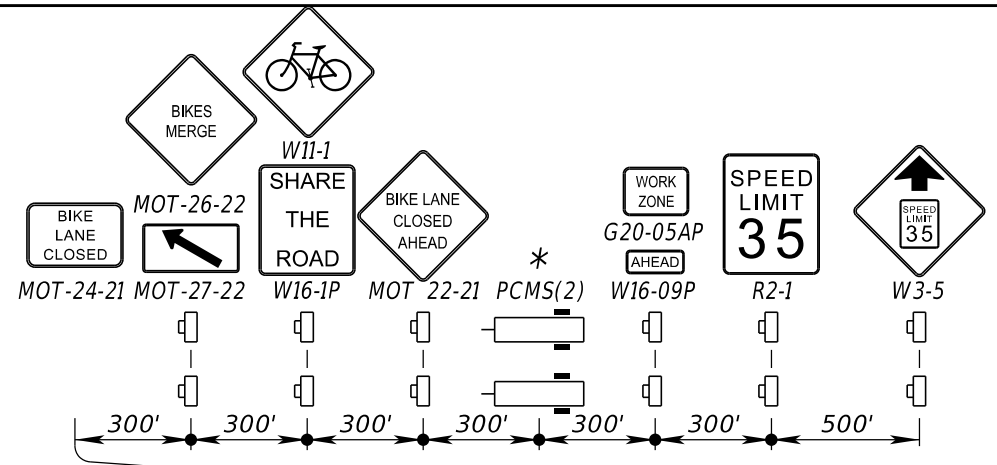 BIKES
MERGE
W11-1
SHARE
THE
ROAD
BIKE LANE
CLOSED
AHEAD
WORK
ZONE
SPEED
LIMIT
35
SPEED
LIMIT
35
BIKE
LANE
CLOSED
MOT-26-22
G20-05AP
AHEAD
*
MOT-24-21 MOT-27-22 W16-1P MOT 22-21 PCMS(2) W16-09P R2-1 W3-5
300' 300' 300' 300' 300' 300' 500'